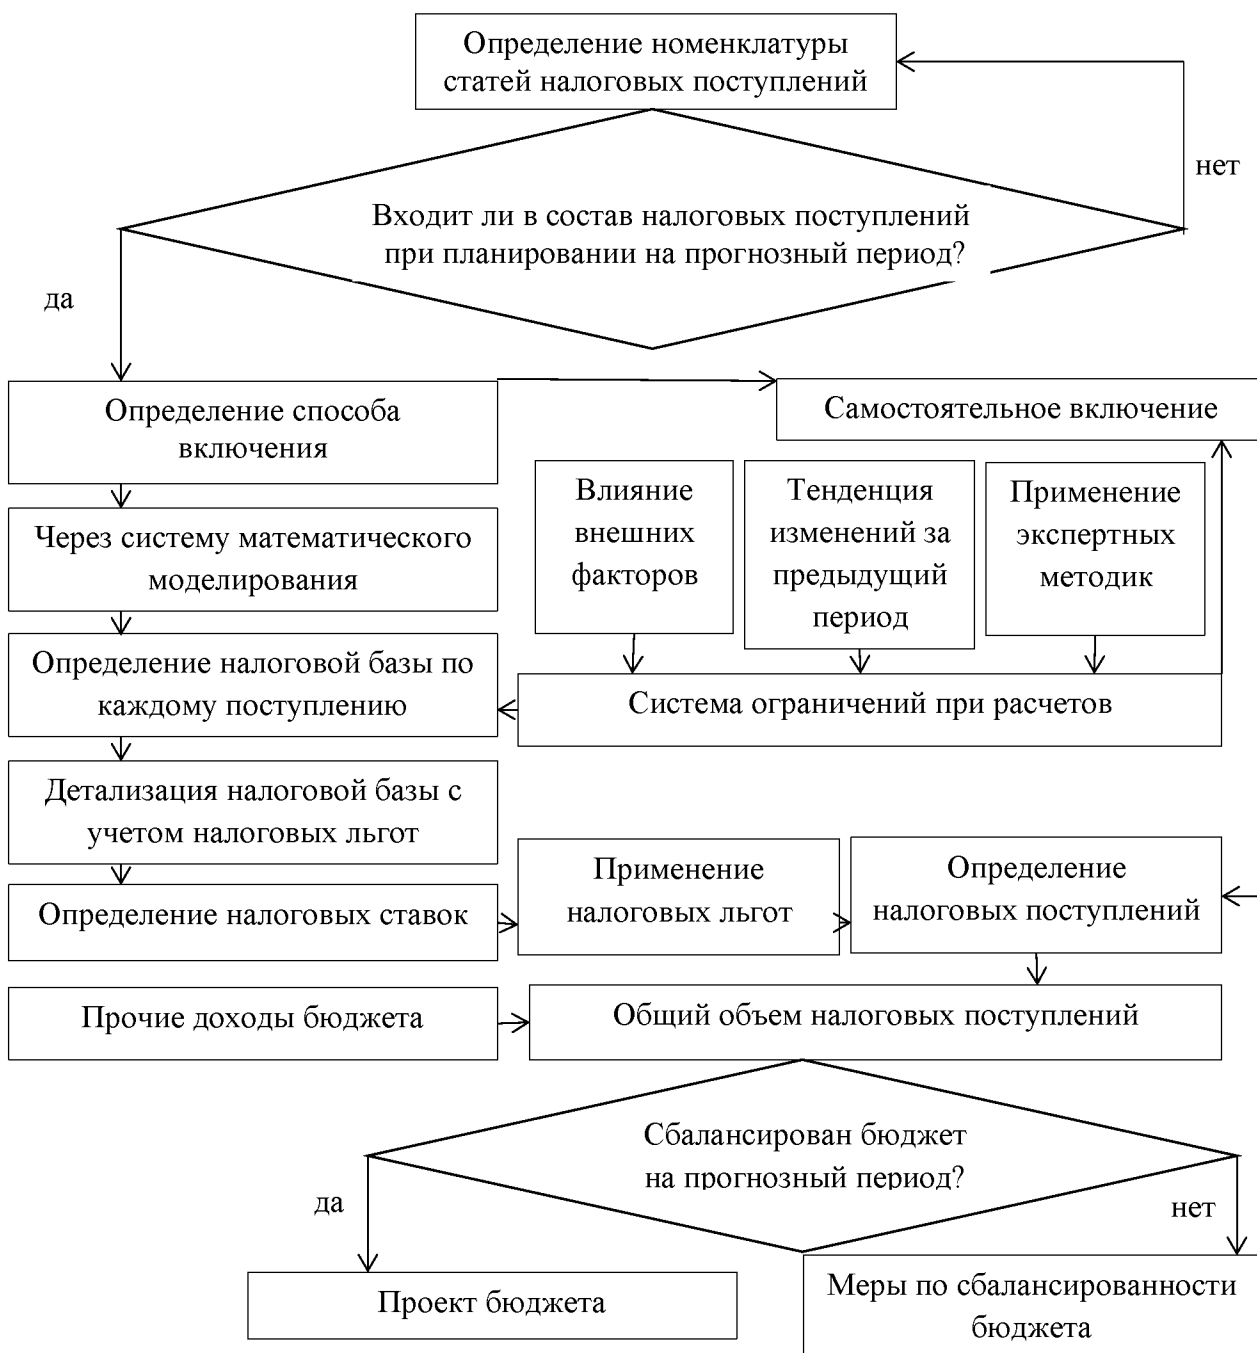 Определение номенклатуры
статей налоговых поступлений
нет
Входит ли в состав налоговых поступлений
при планировании на прогнозный период?
да
Определение способа
включения
Самостоятельное включение
Влияние
внешних
факторов
Тенденция
изменений за
предыдущий
период
Применение
экспертных
методик
Через систему математического
моделирования
Определение налоговой базы по
каждому поступлению
Система ограничений при расчетов
Детализация налоговой базы с
учетом налоговых льгот
Определение налоговых ставок
Применение
налоговых льгот
Определение
налоговых поступлений
Прочие доходы бюджета
Общий объем налоговых поступлений
Сбалансирован бюджет
на прогнозный период?
да
нет
Проект бюджета
Меры по сбалансированности
бюджета